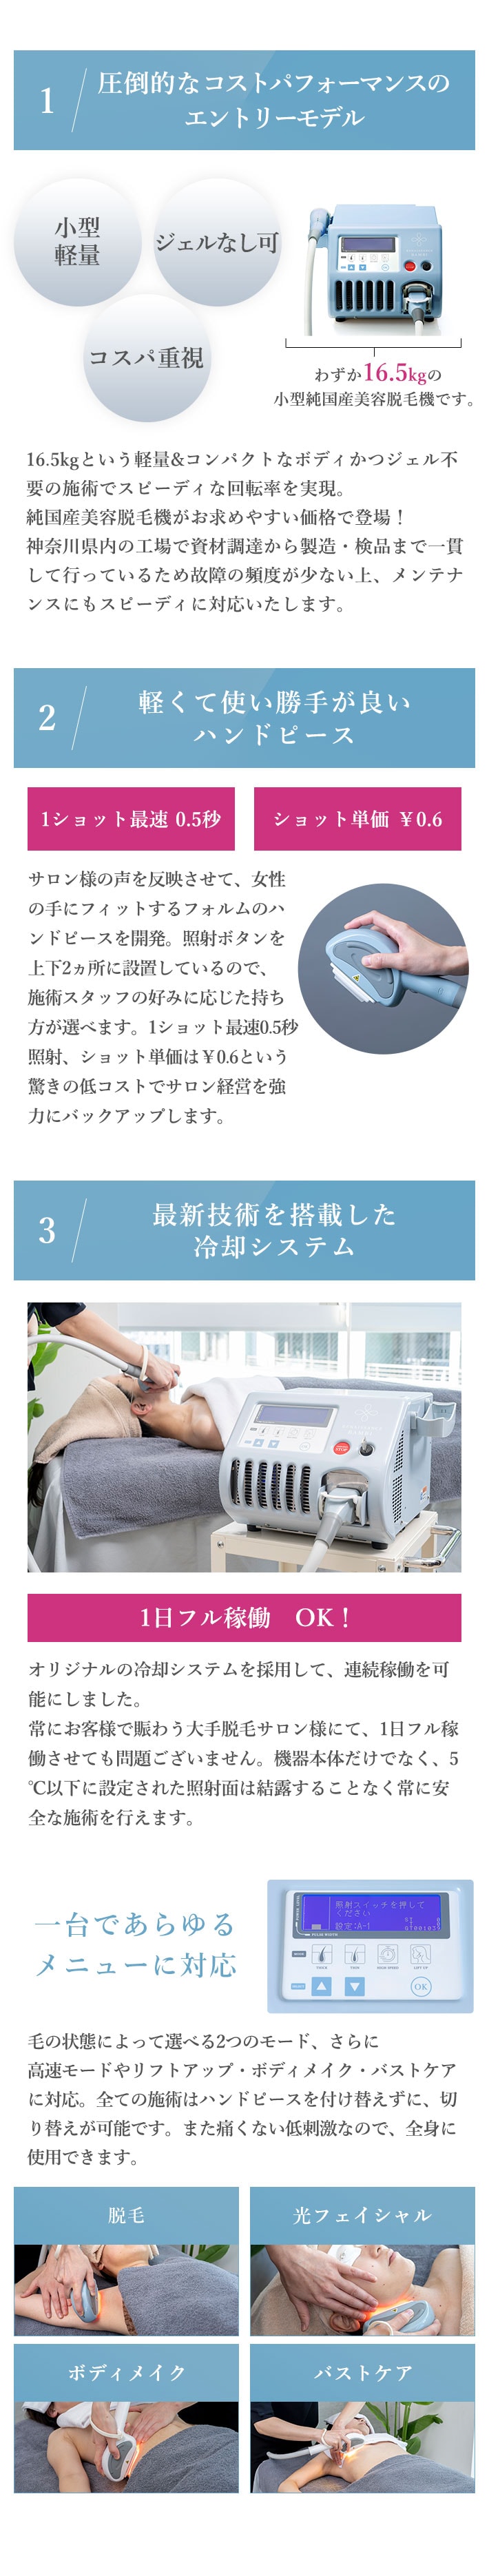 1
圧倒的なコストパフォーマンスの
エントリーモデル
小型
軽量
ジェルなし可
コスパ重視
わずか16.5kgの
小型純国産美容脱毛機です。
16.5kgという軽量&コンパクトなボディかつジェル不
要の施術でスピーディな回転率を実現。
純国産美容脱毛機がお求めやすい価格で登場！
神奈川県内の工場で資材調達から製造・検品まで一貫
して行っているため故障の頻度が少ない上、メンテナ
ンスにもスピーディに対応いたします。
2
軽くて使い勝手が良い
ハンドピース
1ショット最速 0.5秒
ショット単価 ￥0.6
サロン様の声を反映させて、女性
の手にフィットするフォルムのハ
ンドピースを開発。照射ボタンを
上下2ヵ所に設置しているので、
施術スタッフの好みに応じた持ち
方が選べます。1ショット最速0.5秒
照射、ショット単価は￥0.6という
驚きの低コストでサロン経営を強
力にバックアップします。
3
最新技術を搭載した
冷却システム
1日フル稼働　OK！
オリジナルの冷却システムを採用して、連続稼働を可
能にしました。
常にお客様で賑わう大手脱毛サロン様にて、1日フル稼
働させても問題ございません。機器本体だけでなく、5
℃以下に設定された照射面は結露することなく常に安
全な施術を行えます。
一台であらゆる
メニューに対応
照射スイッチを押して
ください
設定:A-1
OK
毛の状態によって選べる2つのモード、さらに
高速モードやリフトアップ・ボディメイク・バストケア
に対応。全ての施術はハンドピースを付け替えずに、切
り替えが可能です。また痛くない低刺激なので、全身に
使用できます。
脱毛
光フェイシャル
ボディメイク
バストケア